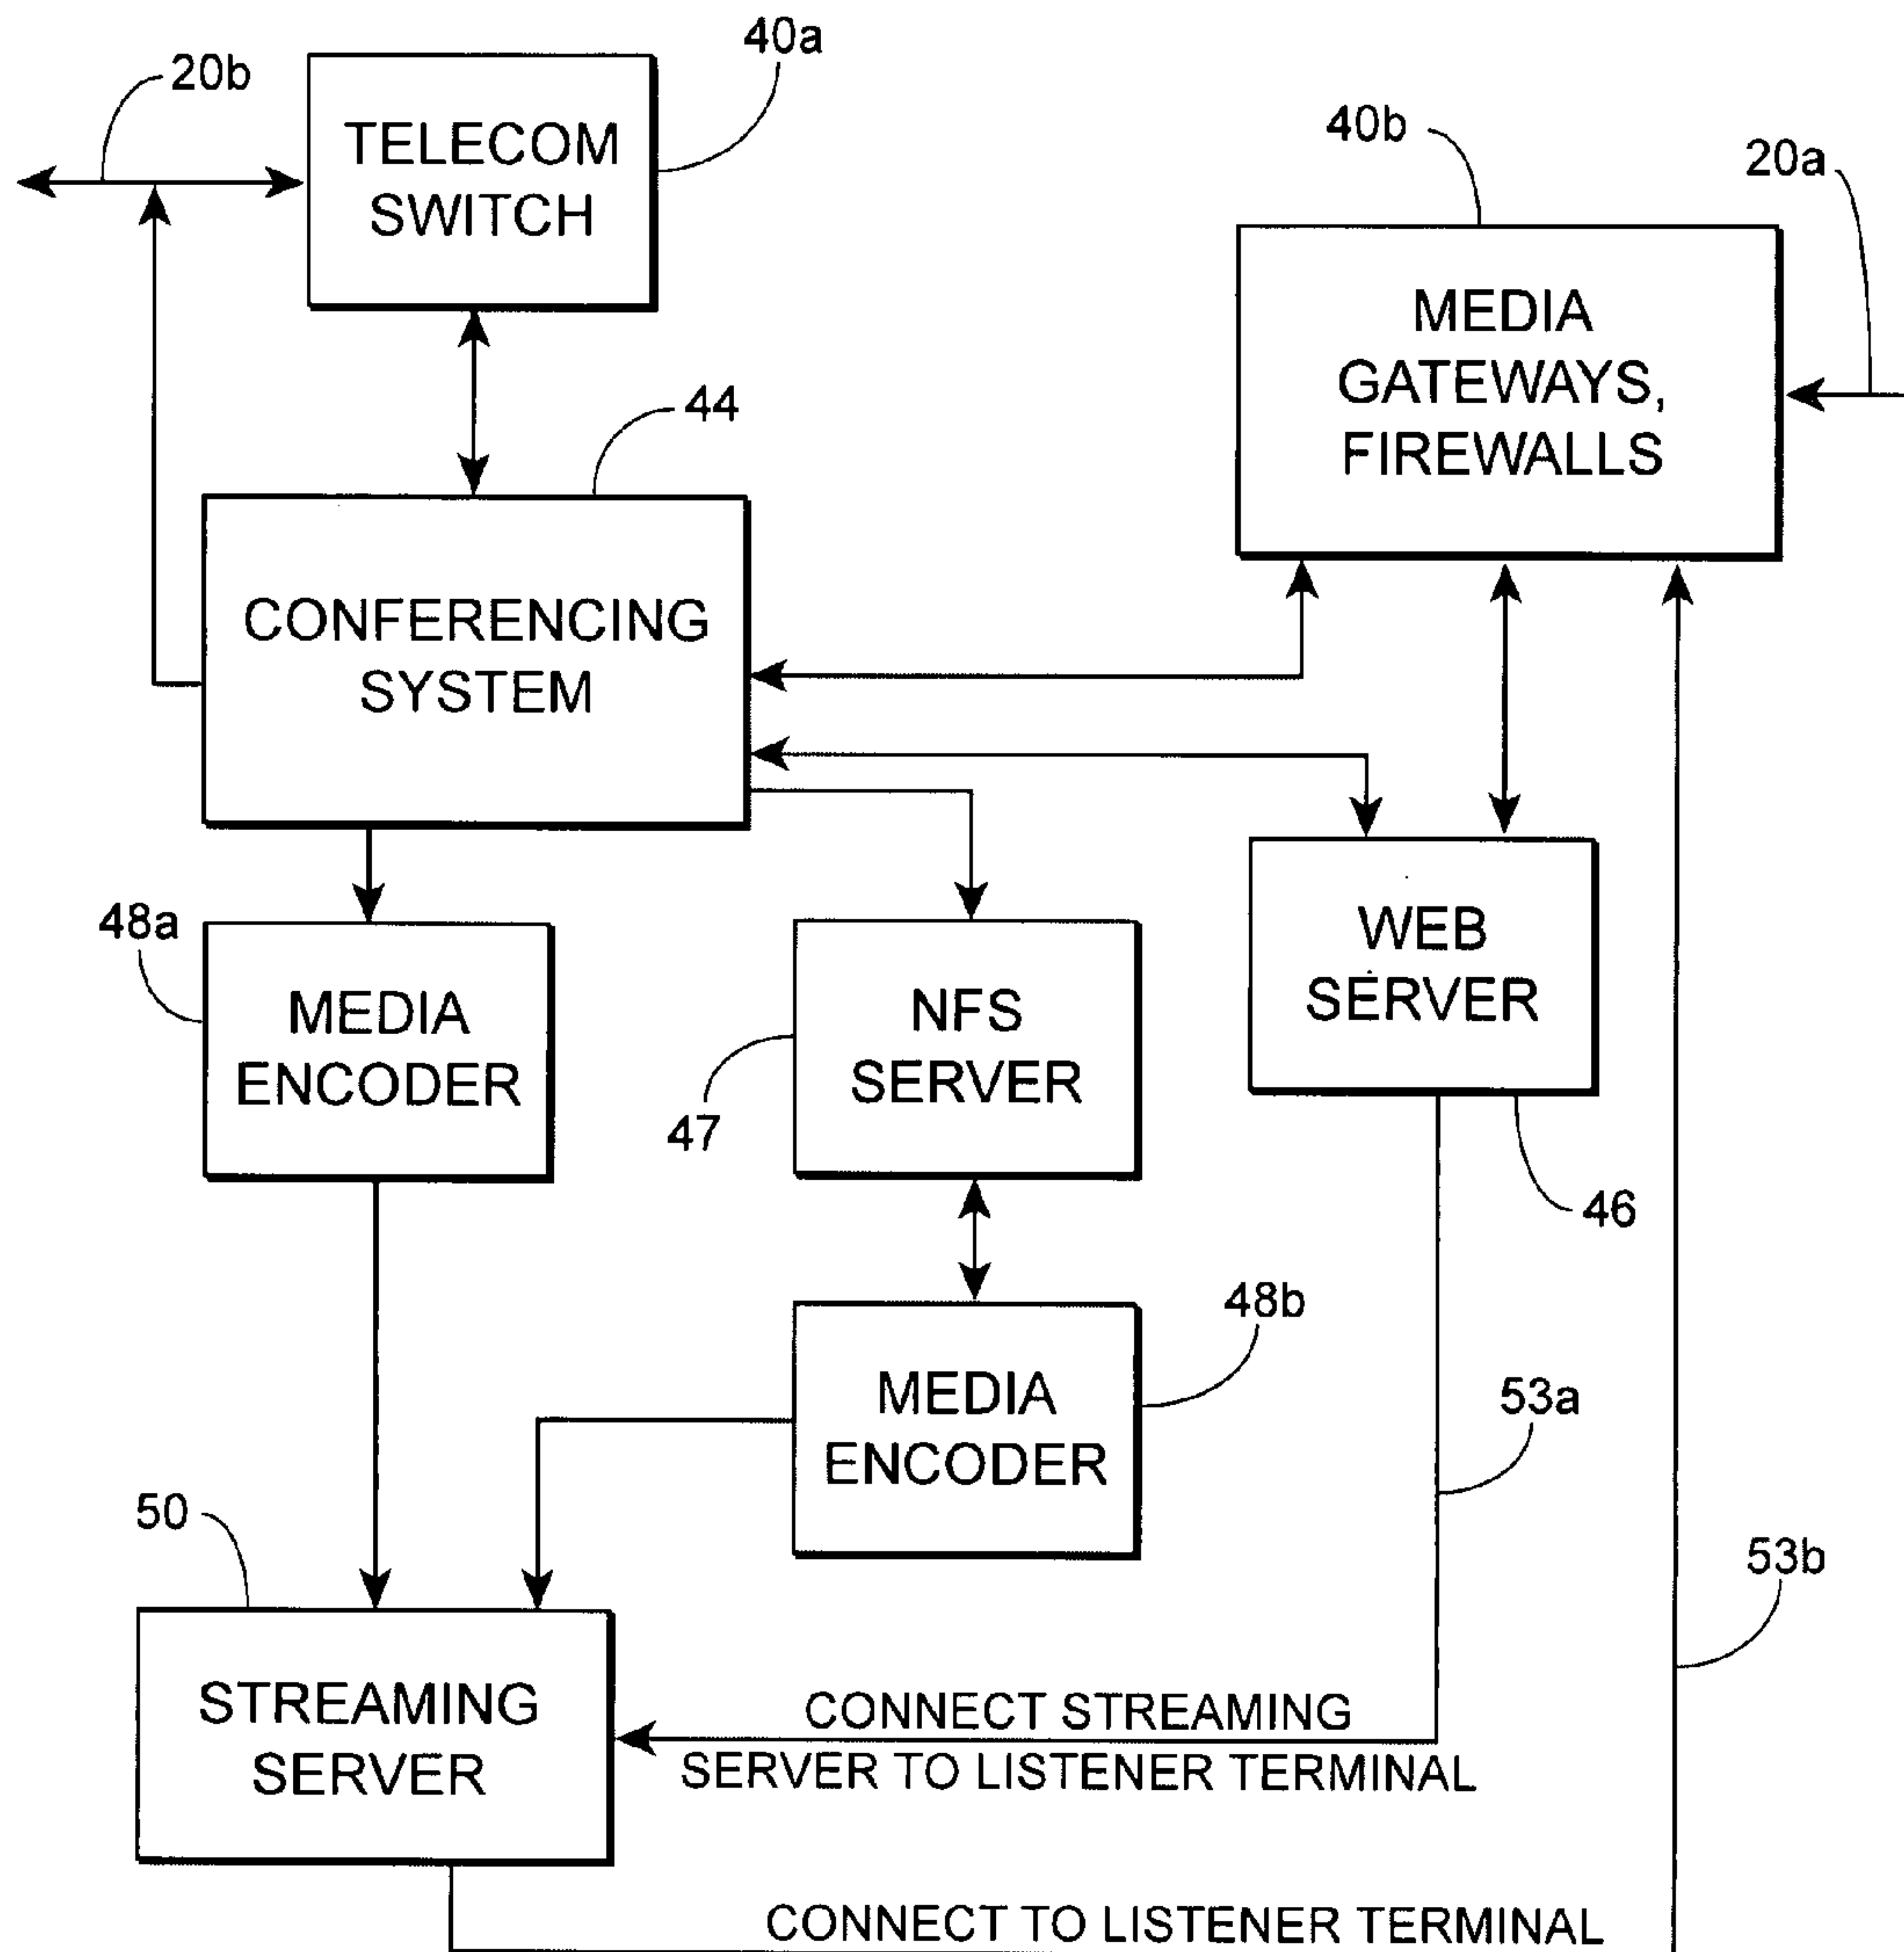 40a
20b
TELECOM
SWITCH
40b
20a
MEDIA
GATEWAYS,
FIREWALLS
44
CONFERENCING
SYSTEM
48a
MEDIA
ENCODER
NFS
SERVER
47
WEB
SERVER
46
48b
MEDIA
ENCODER
53a
50
53b
STREAMING
SERVER
CONNECT STREAMING
SERVER TO LISTENER TERMINAL
CONNECT TO LISTENER TERMINAL